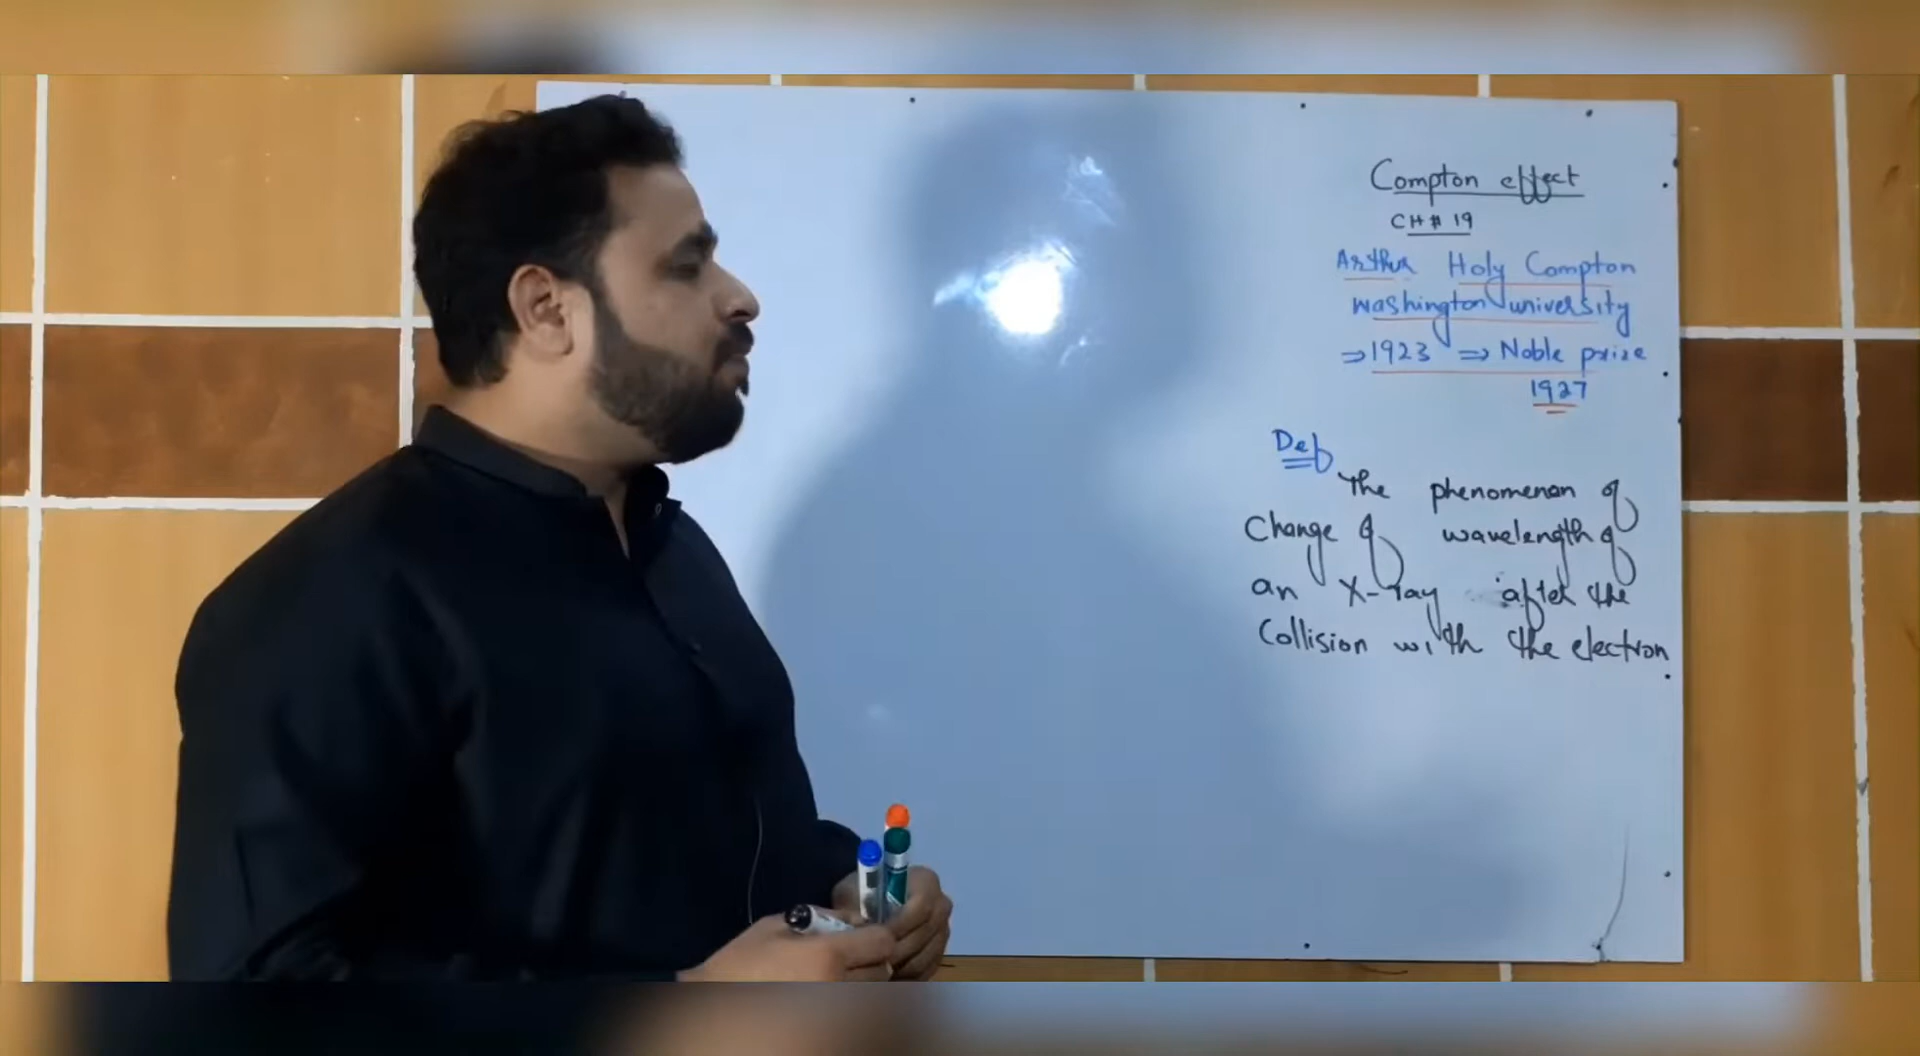 Compton effect
CH # 19
Arthur Holy Compton
washington university
⇒ 1923 ⇒ Noble prize
1927
Def
The phenomenon of
Change of wavelength of
an X-ray after the
Collision with the electron